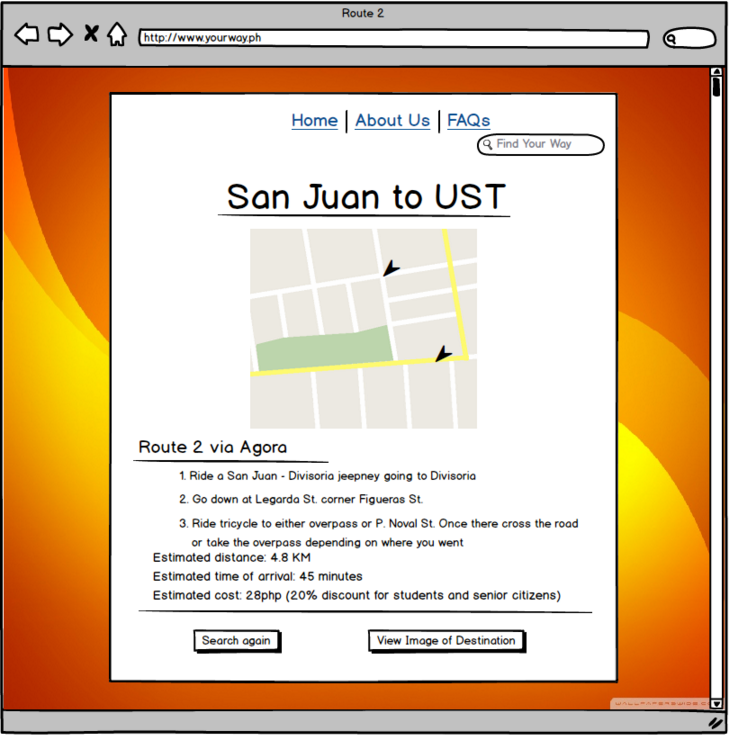 Route 2
http://www.yourway.ph
Home | About Us | FAQs
Find Your Way
San Juan to UST
Route 2 via Agora
1. Ride a San Juan - Divisoria jeepney going to Divisoria
2. Go down at Legarda St. corner Figueras St.
3. Ride tricycle to either overpass or P. Noval St. Once there cross the road
or take the overpass depending on where you went
Estimated distance: 4.8 KM
Estimated time of arrival: 45 minutes
Estimated cost: 28php (20% discount for students and senior citizens)
Search again
View Image of Destination